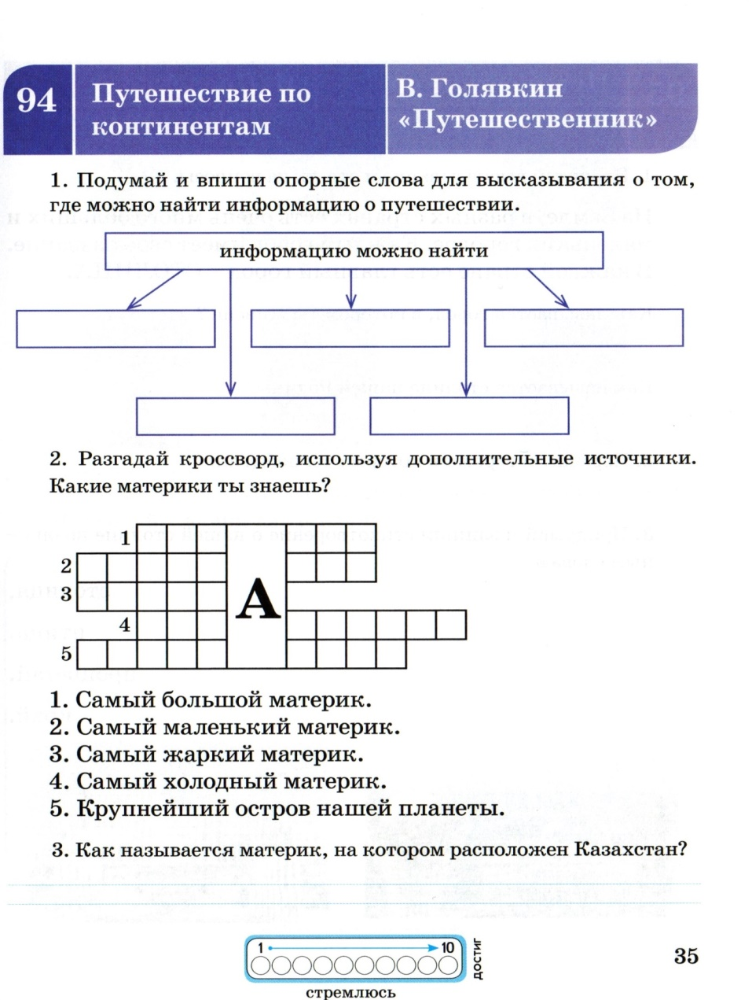 94
Путешествие по
континентам
В. Голявкин
«Путешественник»
1. Подумай и впиши опорные слова для высказывания о том,
где можно найти информацию о путешествии.
информацию можно найти
2. Разгадай кроссворд, используя дополнительные источники.
Какие материки ты знаешь?
1
2
3
4
5
А
1. Самый большой материк.
2. Самый маленький материк.
3. Самый жаркий материк.
4. Самый холодный материк.
5. Крупнейший остров нашей планеты.
3. Как называется материк, на котором расположен Казахстан?
1 10
достиг
стремлюсь
35